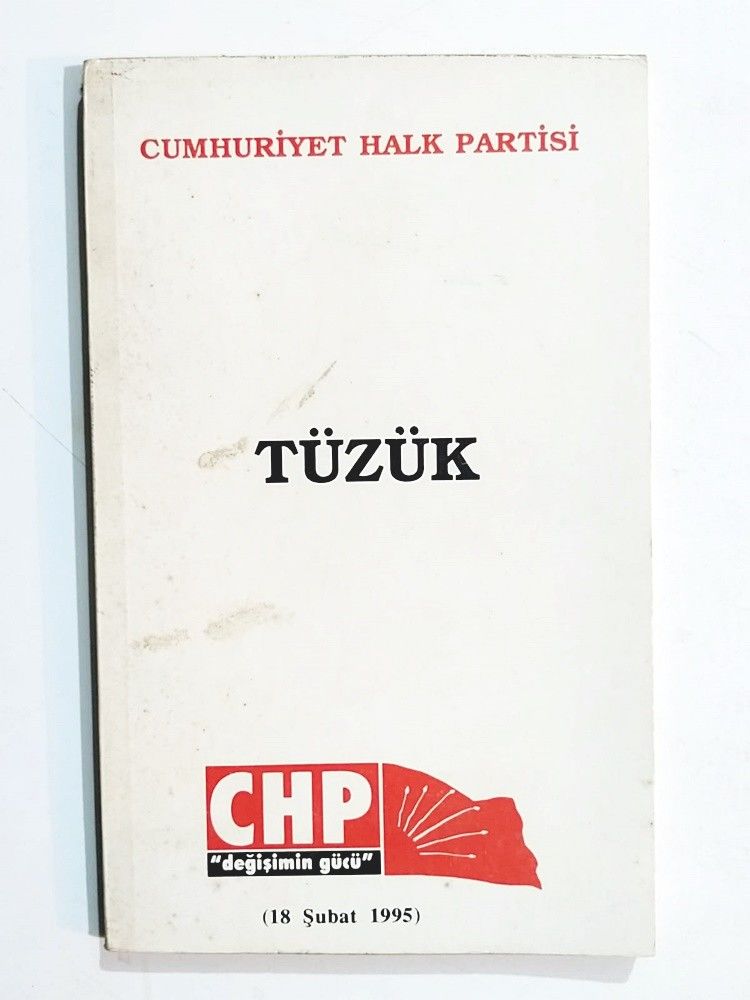 CUMHURİYET HALK PARTİSİ
TÜZÜK
CHP
"değişimin gücü"
(18 Şubat 1995)